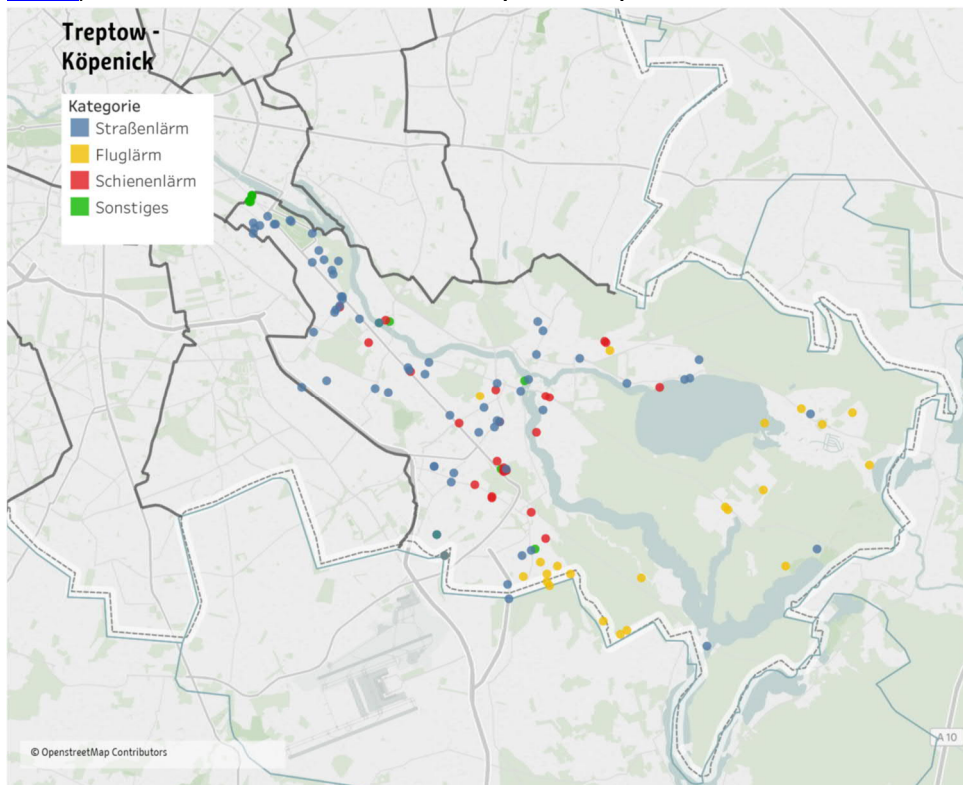 Treptow -
Köpenick
Kategorie
Straßenlärm
Fluglärm
Schienenlärm
Sonstiges
A 10
© OpenstreetMap Contributors